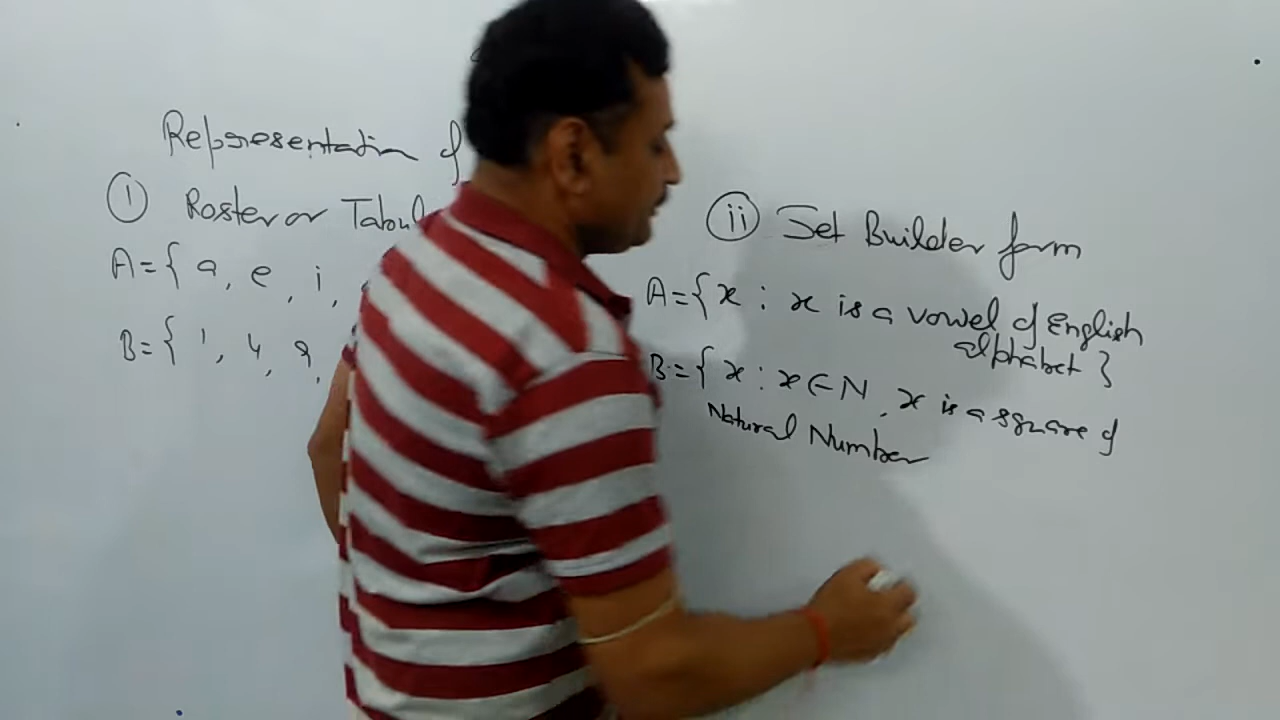 Representation of
① Roster or Tabul
A={ a, e, i,
B={ 1, 4, 9,
ii Set Builder form
A={ x : x is a vowel of English
alphabet }
B={ x : x ∈ N, x is a square of
Natural Number